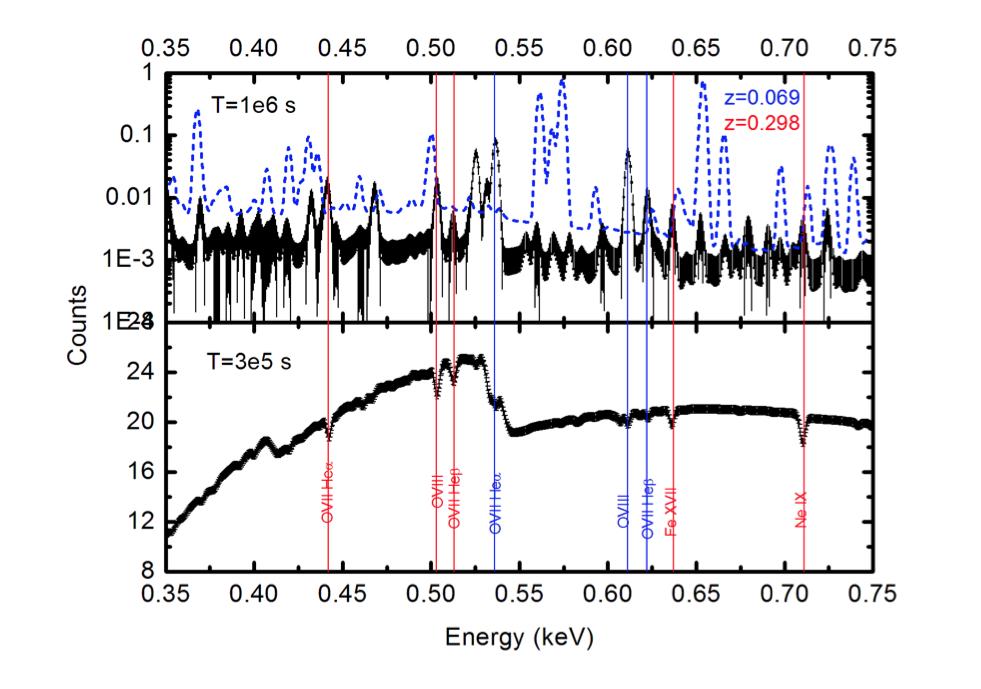 0.35 0.40 0.45 0.50 0.55 0.60 0.65 0.70 0.75
1
T=1e6 s
z=0.069
z=0.298
0.1
0.01
1E-3
Counts
T=3e5 s
24
20
16
12
8
OVII Heα
OVIII
OVII Heβ
OVII Heα
OVIII
OVII Heβ
Fe XVII
Ne IX
0.35 0.40 0.45 0.50 0.55 0.60 0.65 0.70 0.75
Energy (keV)